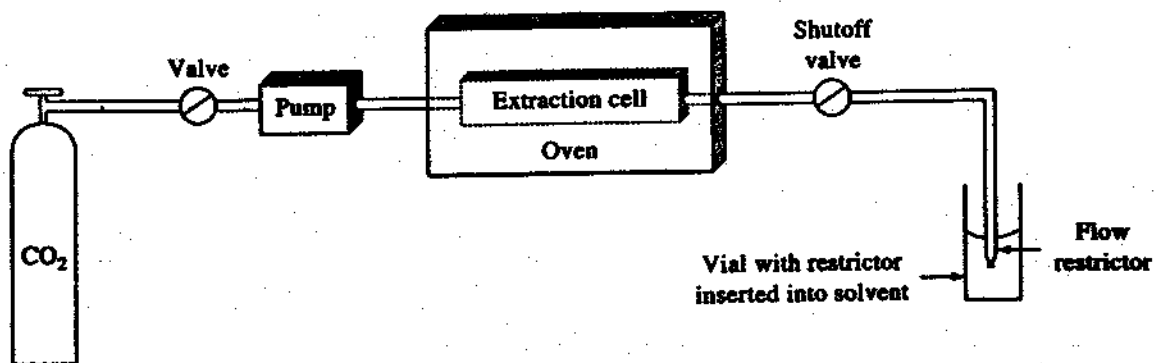 Valve
Pump
Extraction cell
Oven
Shutoff
valve
CO₂
Vial with restrictor
inserted into solvent
Flow
restrictor